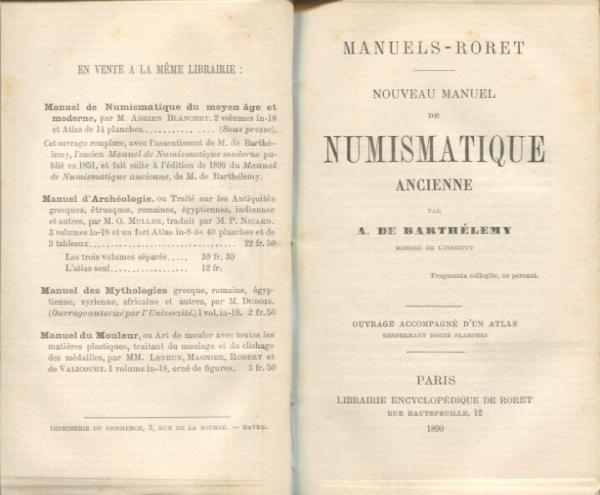 EN VENTE A LA MÊME LIBRAIRIE :
Manuel de Numismatique du moyen âge et
moderne, par M. ADRIEN BLANCHET. 2 volumes in-18
et Atlas de 14 planches............ ... (Sous presse).
Cet ouvrage remplace, avec l'assentiment de M. de Barthé-
lemy, l'ancien Manuel de Numismatique moderne pu-
blié en 1851, et fait suite à l'édition de 1890 du Manuel
de Numismatique ancienne, de M. de Barthélemy.
Manuel d'Archéologie, ou Traité sur les Antiquités
grecques, étrusques, romaines, égyptiennes, indiennes
et autres, par M. O. MULLER, traduit par M. P. NICARD.
3 volumes in-18 et un fort Atlas in-8 de 40 planches et de
3 tableaux.............................. 22 fr. 50
Les trois volumes séparés..... 10 fr. 50
L'atlas seul................... 12 fr.
Manuel des Mythologies grecque, romaine, égyp-
tienne, syrienne, africaine et autres, par M. DUBOIS.
(Ouvrage autorisé par l'Université.) 1 vol. in-18. 2 fr. 50
Manuel du Mouleur, ou Art de mouler avec toutes les
matières plastiques, traitant du moulage et du clichage
des médailles, par MM. LEBRUN, MAGNIER, ROBERT et
de VALICOURT. 1 volume in-18, orné de figures. 3 fr. 50
IMPRIMERIE DU COMMERCE, 3, RUE DE LA BOURSE. — HAVRE.
MANUELS-RORET
NOUVEAU MANUEL
DE
NUMISMATIQUE
ANCIENNE
PAR
A. DE BARTHÉLEMY
MEMBRE DE L'INSTITUT
Fragmenta colligite, ne pereant.
OUVRAGE ACCOMPAGNÉ D'UN ATLAS
RENFERMANT DOUZE PLANCHES
PARIS
LIBRAIRIE ENCYCLOPÉDIQUE DE RORET
RUE HAUTEFEUILLE, 12
1890